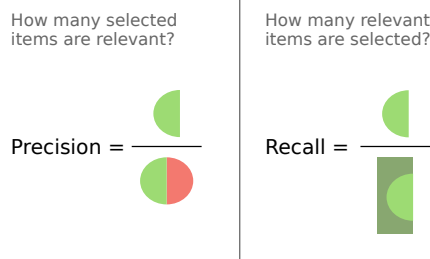 How many selected
items are relevant?
Precision =
How many relevant
items are selected?
Recall =